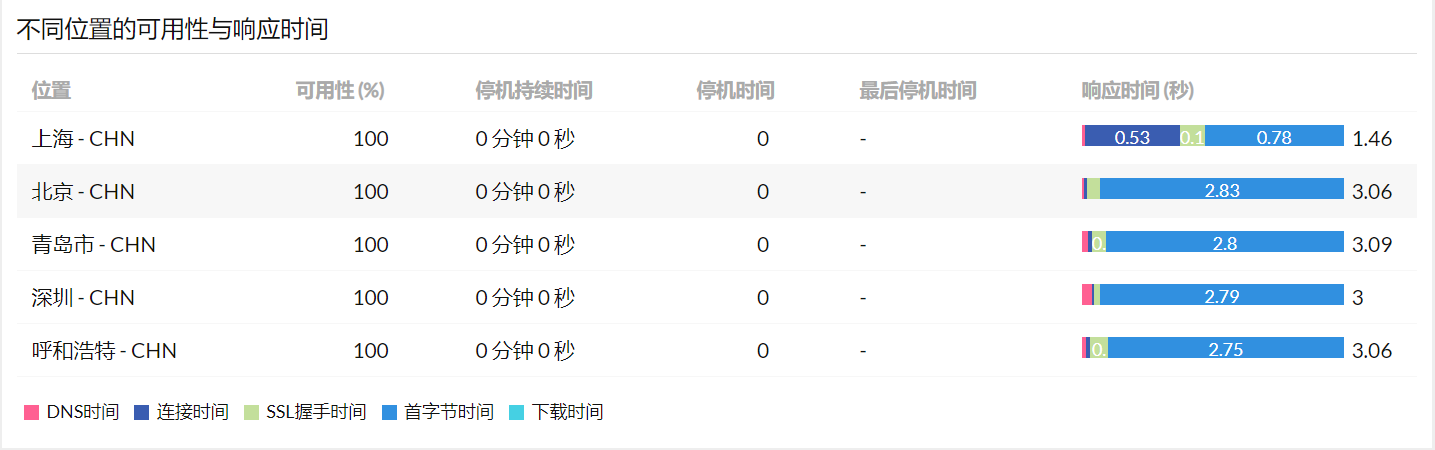 不同位置的可用性与响应时间
位置 可用性 (%) 停机持续时间 停机时间 最后停机时间 响应时间 (秒)
上海 - CHN 100 0 分钟 0 秒 0 - 0.53 0.1 0.78 1.46
北京 - CHN 100 0 分钟 0 秒 0 - 2.83 3.06
青岛市 - CHN 100 0 分钟 0 秒 0 - 0. 2.8 3.09
深圳 - CHN 100 0 分钟 0 秒 0 - 2.79 3
呼和浩特 - CHN 100 0 分钟 0 秒 0 - 0. 2.75 3.06
DNS时间 连接时间 SSL握手时间 首字节时间 下载时间